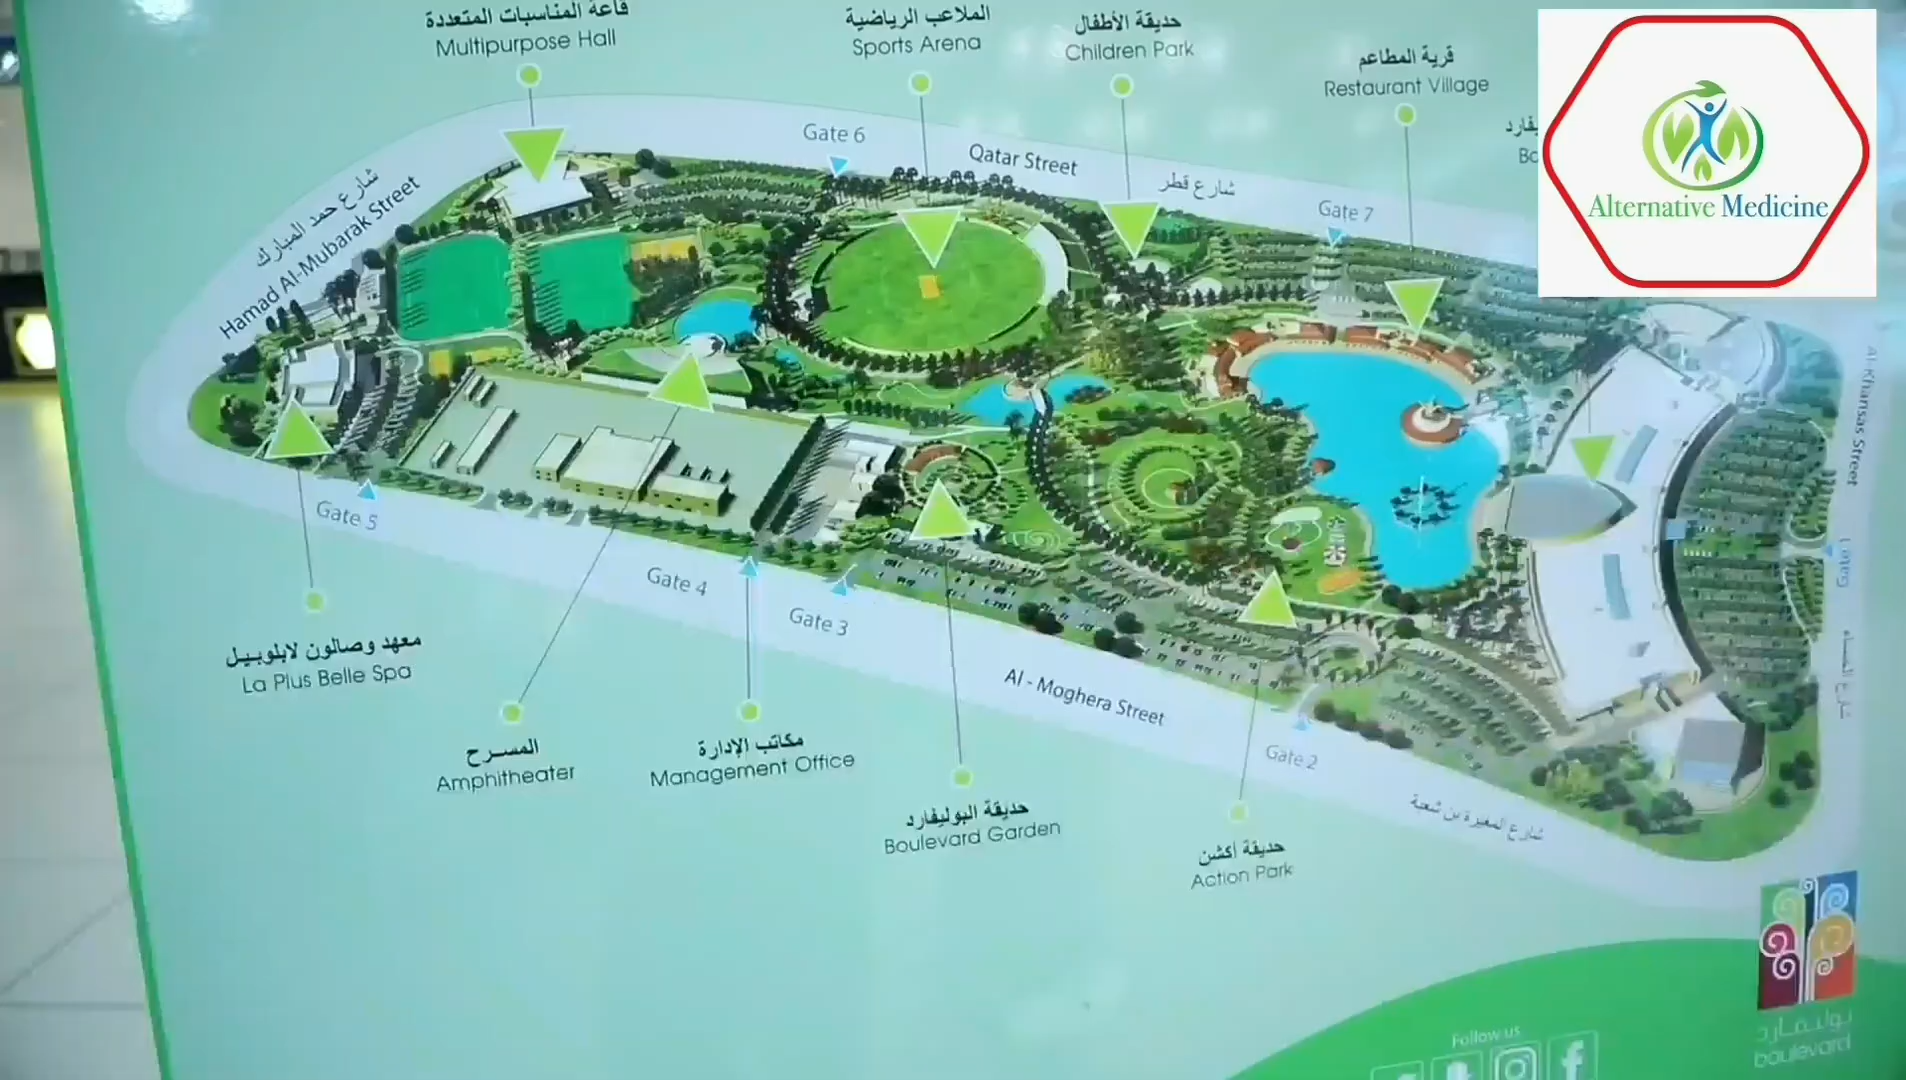 قاعة المناسبات المتعددة
Multipurpose Hall
الملاعب الرياضية
Sports Arena
حديقة الأطفال
Children Park
قرية المطاعم
Restaurant Village
Alternative Medicine
Gate 6
Qatar Street
شارع قطر
Gate 7
شارع حمد المبارك
Hamad Al-Mubarak Street
Al-Khansas Street
Gate 5
Gate 4
Gate 3
Gate 1
شارع الخنساء
معهد وصالون لابلوبيل
La Plus Belle Spa
المسرح
Amphitheater
مكاتب الإدارة
Management Office
Al - Moghera Street
Gate 2
شارع المغيرة بن شعبة
حديقة البوليفارد
Boulevard Garden
حديقة أكشن
Action Park
بوليفارد
boulevard
Follow us